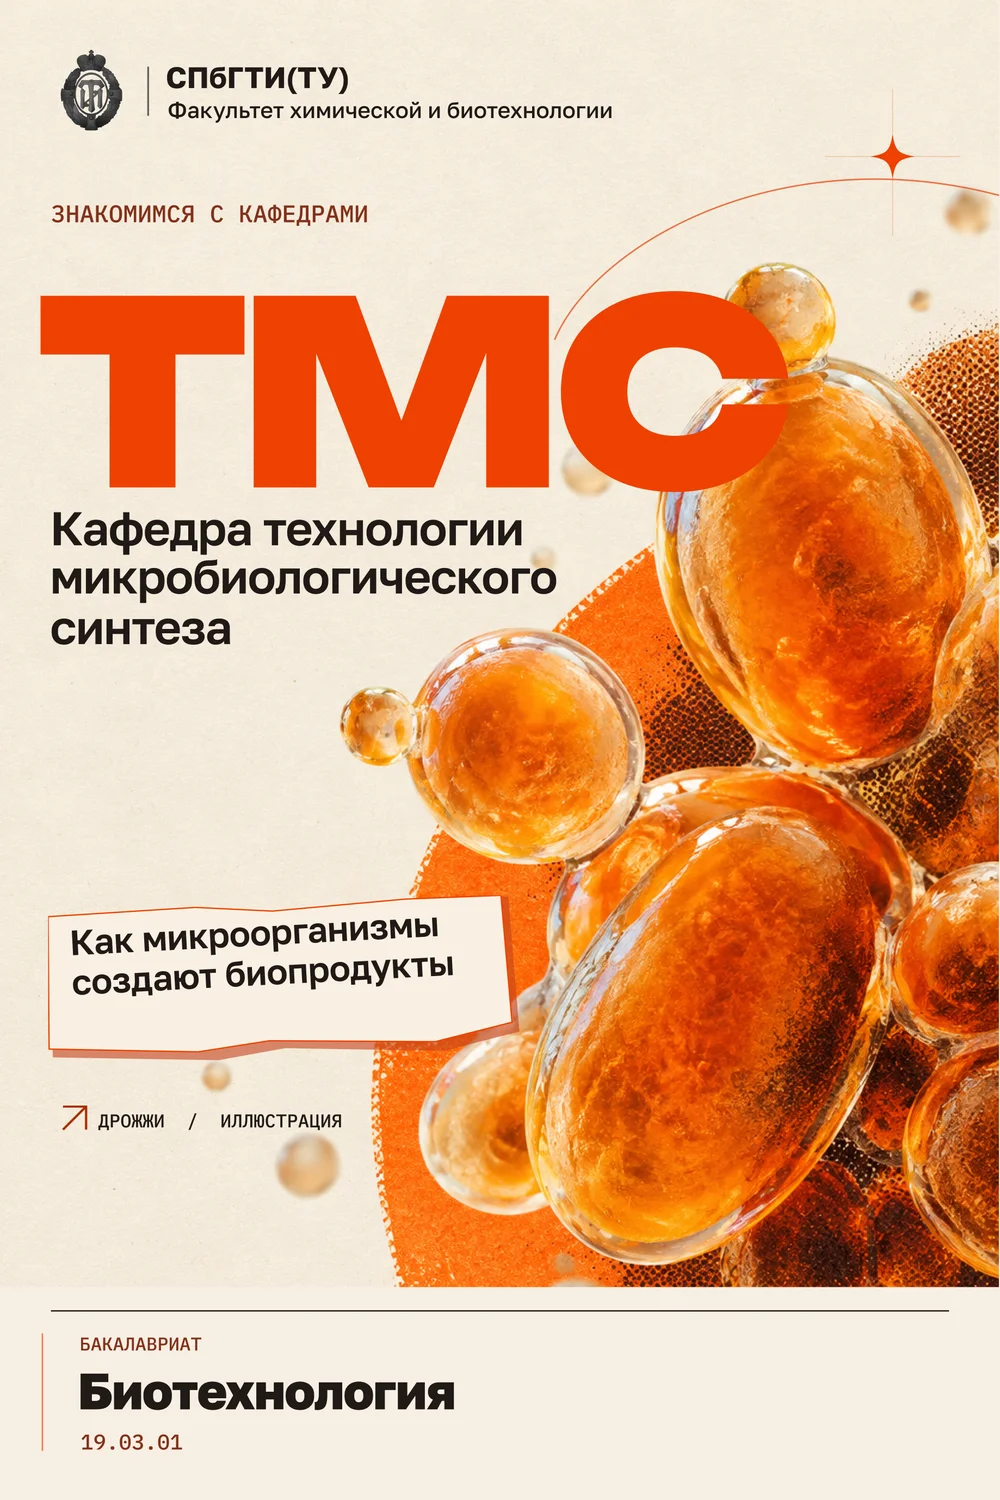 СПбГТИ(ТУ)
Факультет химической и биотехнологии
ЗНАКОМИМСЯ С КАФЕДРАМИ
ТМС
Кафедра технологии
микробиологического
синтеза
Как микроорганизмы
создают биопродукты
ДРОЖЖИ / ИЛЛЮСТРАЦИЯ
БАКАЛАВРИАТ
Биотехнология
19.03.01